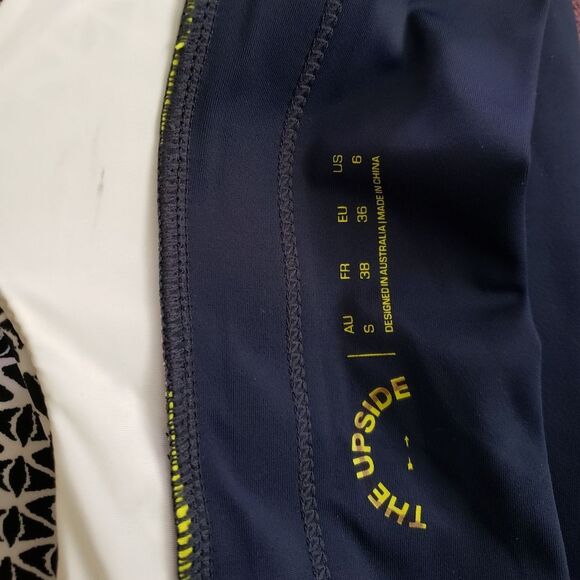 THE UPSIDE
AU FR EU US
S 38 36 6
DESIGNED IN AUSTRALIA | MADE IN CHINA